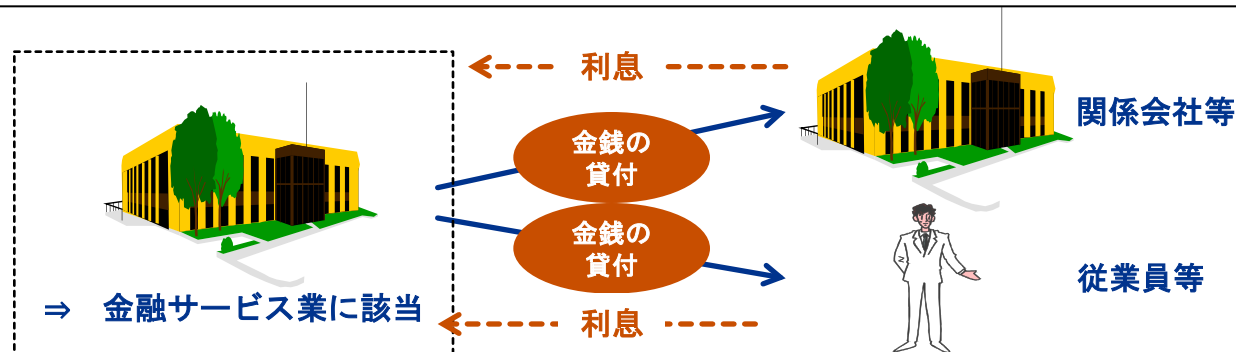 利息
金銭の
貸付
関係会社等
金銭の
貸付
従業員等
⇒ 金融サービス業に該当
利息